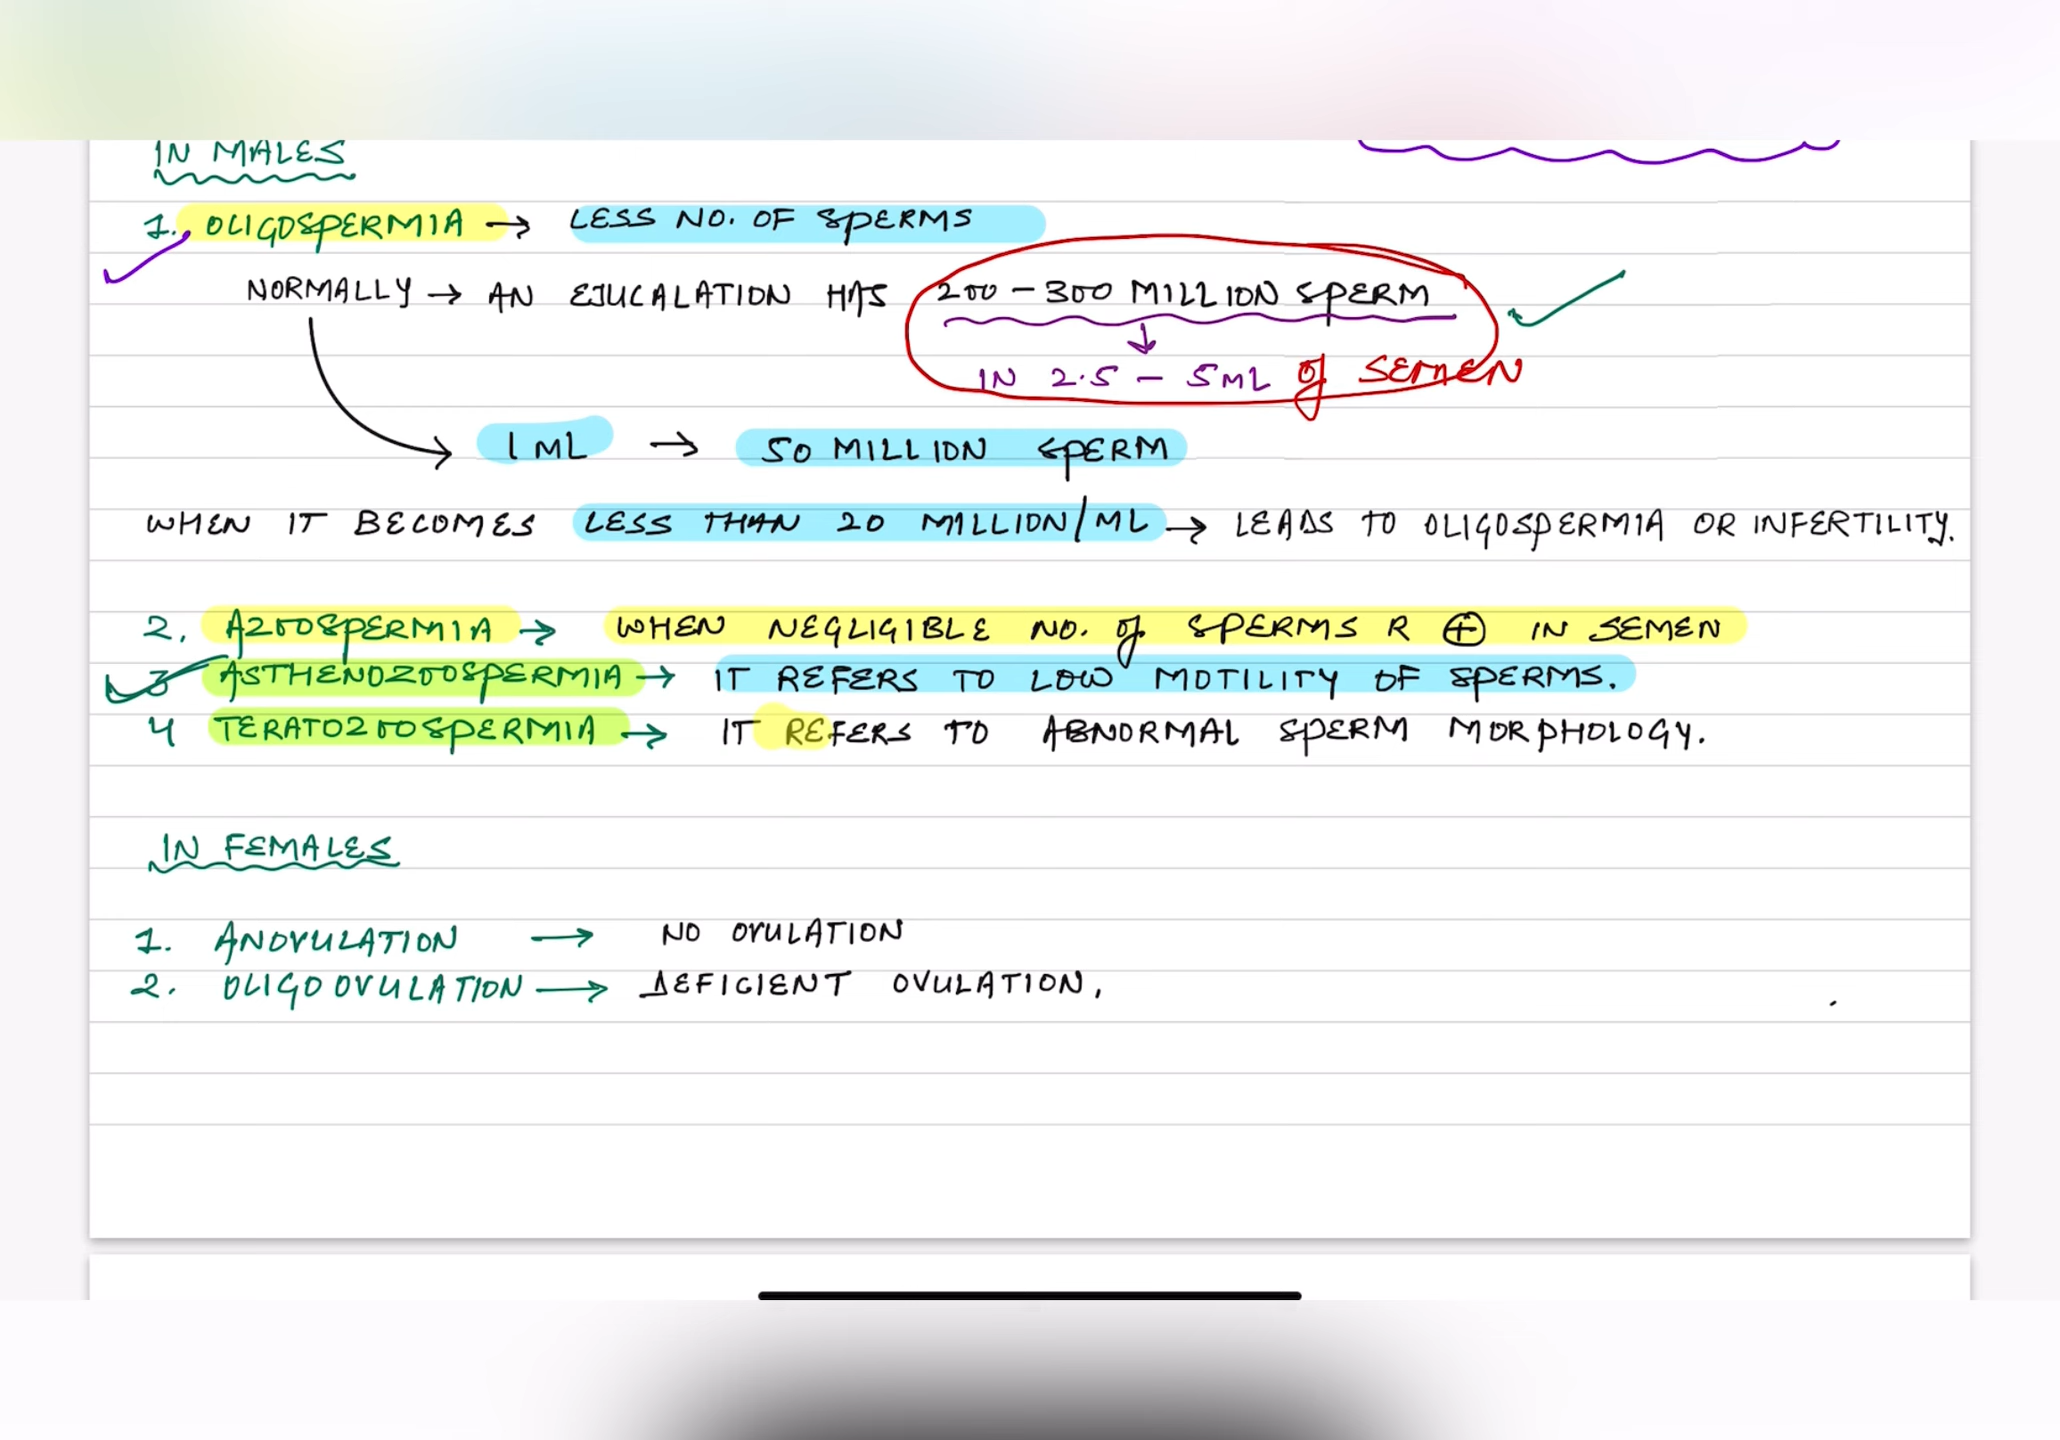 IN MALES
1. OLIGOSPERMIA → LESS NO. OF SPERMS
NORMALLY → AN EJUCALATION HAS 200 – 300 MILLION SPERM
↓
IN 2.5 – 5ML of SEMEN
1 ML → 50 MILLION SPERM
WHEN IT BECOMES LESS THAN 20 MILLION/ML → LEADS TO OLIGOSPERMIA OR INFERTILITY.
2. AZOOSPERMIA → WHEN NEGLIGIBLE NO. of SPERMS R ⊕ IN SEMEN
3 ASTHENOZOOSPERMIA → IT REFERS TO LOW MOTILITY OF SPERMS.
4 TERATOZOOSPERMIA → IT REFERS TO ABNORMAL SPERM MORPHOLOGY.
IN FEMALES
1. ANOVULATION → NO OVULATION
2. OLIGOOVULATION → DEFICIENT OVULATION.